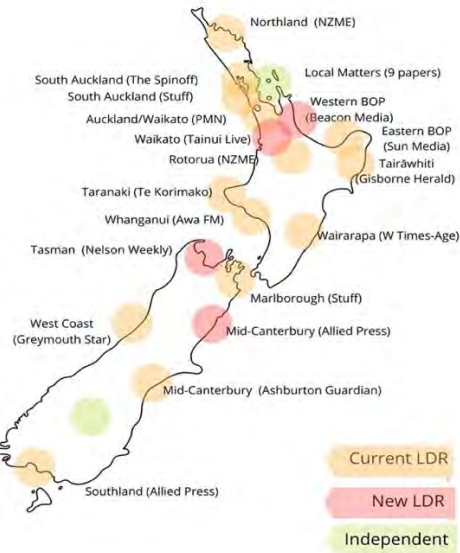 Northland (NZME)
South Auckland (The Spinoff)
South Auckland (Stuff)
Local Matters (9 papers)
Auckland/Waikato (PMN)
Western BOP
(Beacon Media)
Waikato (Tainui Live)
Eastern BOP
(Sun Media)
Rotorua (NZME)
Tairāwhiti
(Gisborne Herald)
Taranaki (Te Korimako)
Whanganui (Awa FM)
Wairarapa (W Times-Age)
Tasman (Nelson Weekly)
Marlborough (Stuff)
West Coast
(Greymouth Star)
Mid-Canterbury (Allied Press)
Mid-Canterbury (Ashburton Guardian)
Southland (Allied Press)
Current LDR
New LDR
Independent